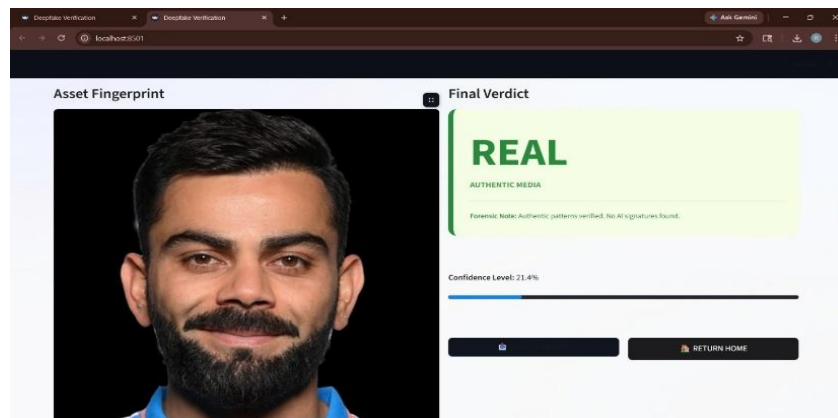 Deepfake Verification
Deepfake Verification
Ask Gemini
localhost:8501
Asset Fingerprint
Final Verdict
REAL
AUTHENTIC MEDIA
Forensic Note: Authentic patterns verified. No AI signatures found.
Confidence Level: 21.4%
RETURN HOME